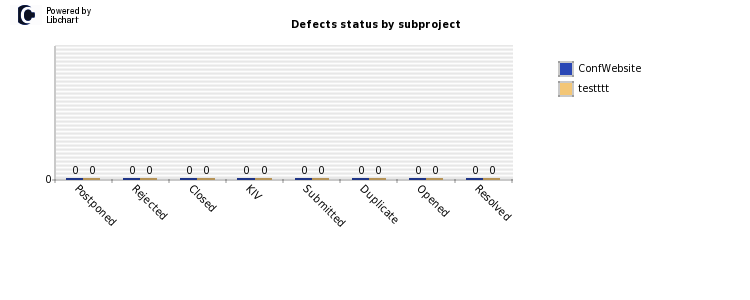 Powered by
Libchart
Defects status by subproject
ConfWebsite
testttt
0 0 0 0 0 0 0 0 0 0 0 0 0 0 0 0
0
Postponed
Rejected
Closed
KIV
Submitted
Duplicate
Opened
Resolved